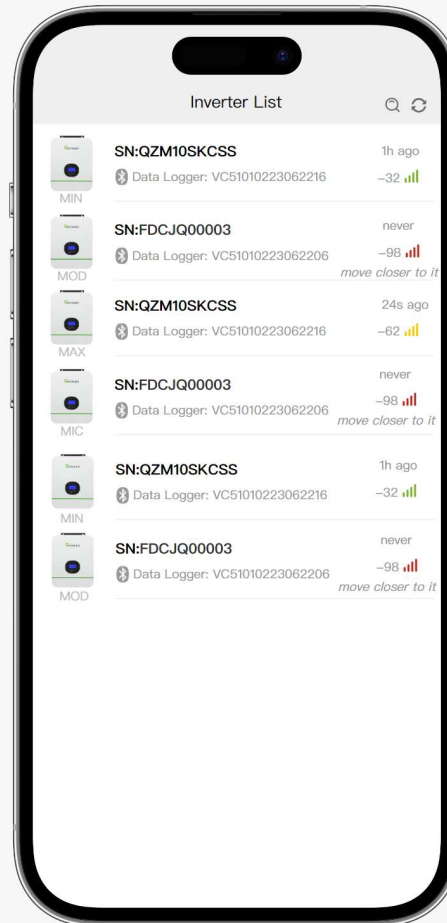 Inverter List
SN:QZM10SKCSS
1h ago
Data Logger: VC51010223062216
-32
MIN
SN:FDCJQ00003
never
Data Logger: VC51010223062206
-98
move closer to it
MOD
SN:QZM10SKCSS
24s ago
Data Logger: VC51010223062216
-62
MAX
SN:FDCJQ00003
never
Data Logger: VC51010223062206
-98
move closer to it
MIC
SN:QZM10SKCSS
1h ago
Data Logger: VC51010223062216
-32
MIN
SN:FDCJQ00003
never
Data Logger: VC51010223062206
-98
move closer to it
MOD